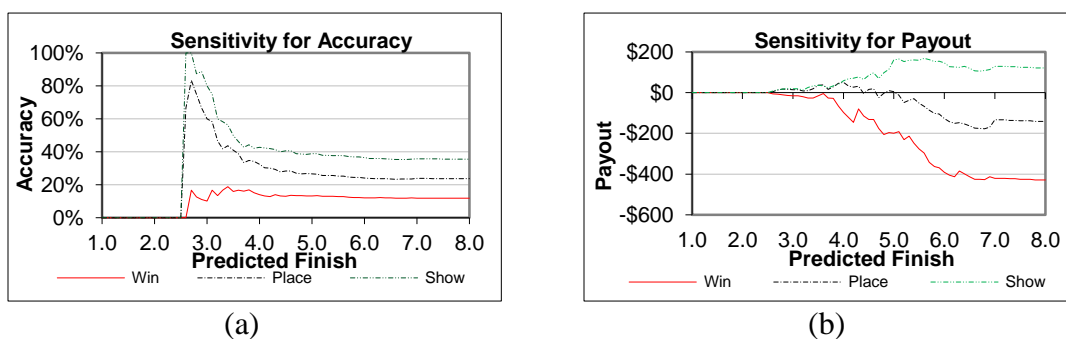 Sensitivity for Accuracy
100%
80%
60%
40%
20%
0%
Accuracy
1.0 2.0 3.0 4.0 5.0 6.0 7.0 8.0
Predicted Finish
Win Place Show
(a)
Sensitivity for Payout
$200
$0
-$200
-$400
-$600
Payout
1.0 2.0 3.0 4.0 5.0 6.0 7.0 8.0
Predicted Finish
Win Place Show
(b)